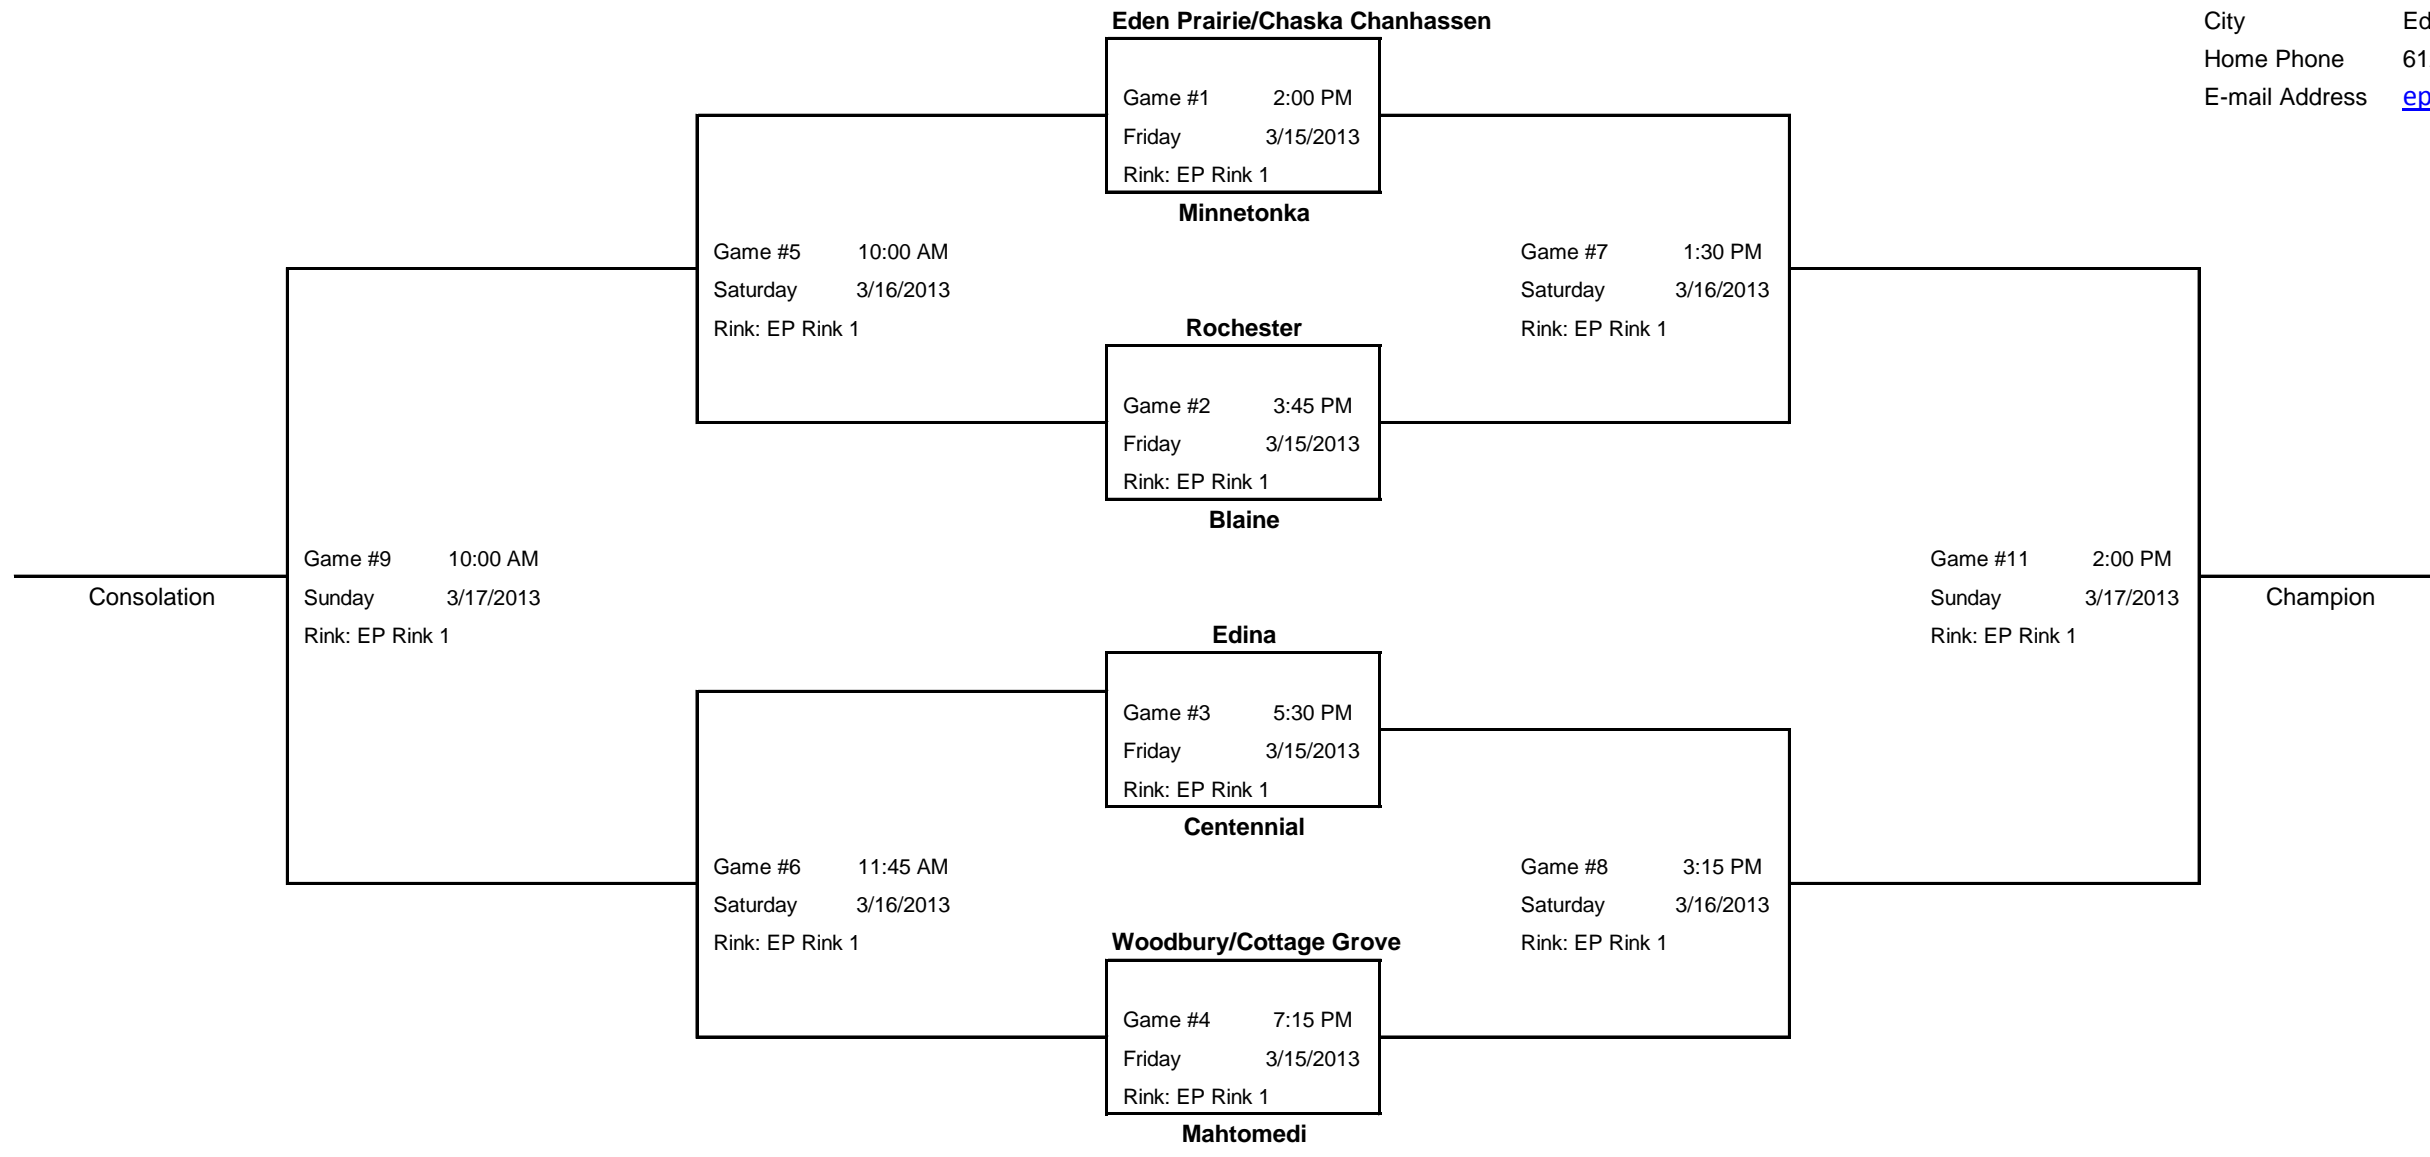 Eden Prairie/Chaska Chanhassen
City Ed
Home Phone 61
E-mail Address ep
Game #1 2:00 PM
Friday 3/15/2013
Rink: EP Rink 1
Minnetonka
Game #5 10:00 AM
Saturday 3/16/2013
Rink: EP Rink 1
Game #7 1:30 PM
Saturday 3/16/2013
Rink: EP Rink 1
Rochester
Game #2 3:45 PM
Friday 3/15/2013
Rink: EP Rink 1
Blaine
Game #9 10:00 AM
Sunday 3/17/2013
Rink: EP Rink 1
Consolation
Game #11 2:00 PM
Sunday 3/17/2013
Rink: EP Rink 1
Champion
Edina
Game #3 5:30 PM
Friday 3/15/2013
Rink: EP Rink 1
Centennial
Game #6 11:45 AM
Saturday 3/16/2013
Rink: EP Rink 1
Game #8 3:15 PM
Saturday 3/16/2013
Rink: EP Rink 1
Woodbury/Cottage Grove
Game #4 7:15 PM
Friday 3/15/2013
Rink: EP Rink 1
Mahtomedi